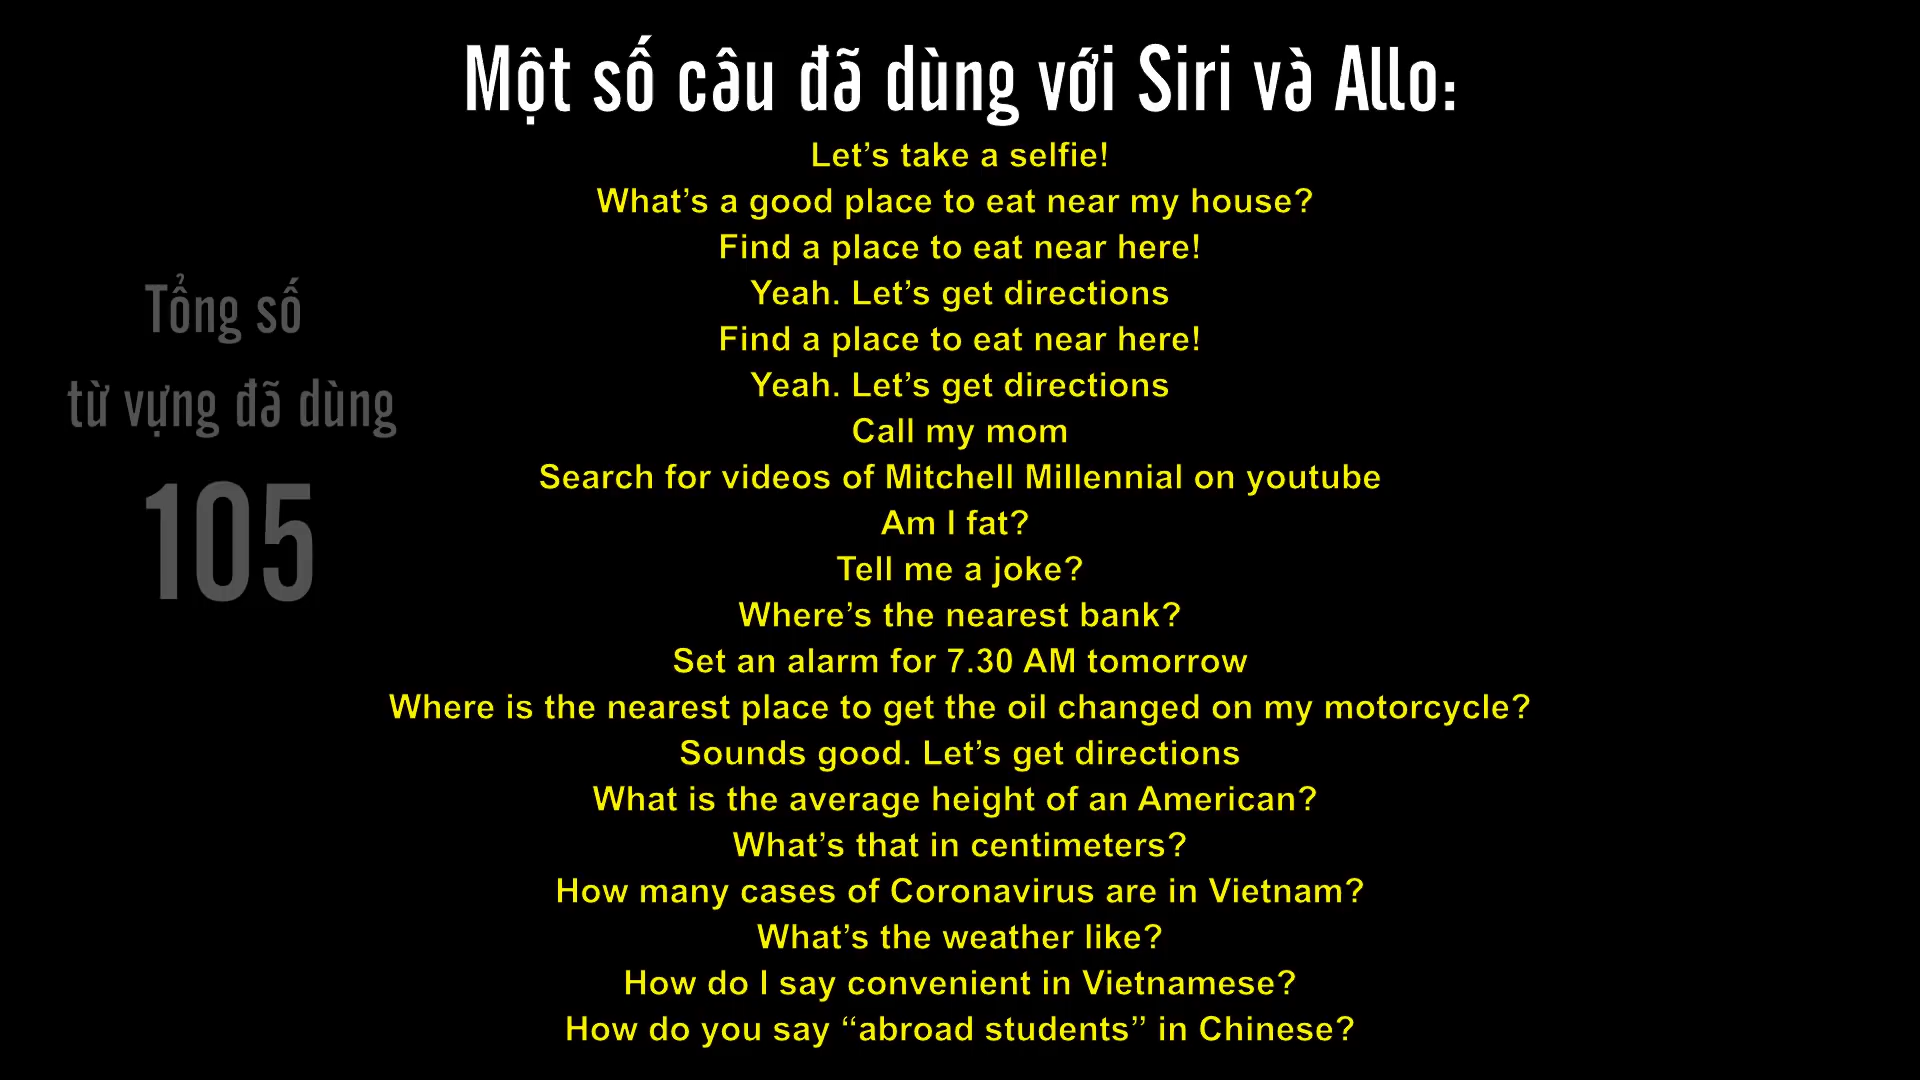 Một số câu đã dùng với Siri và Allo:
Let’s take a selfie!
What’s a good place to eat near my house?
Find a place to eat near here!
Yeah. Let’s get directions
Find a place to eat near here!
Yeah. Let’s get directions
Call my mom
Search for videos of Mitchell Millennial on youtube
Am I fat?
Tell me a joke?
Where’s the nearest bank?
Set an alarm for 7.30 AM tomorrow
Where is the nearest place to get the oil changed on my motorcycle?
Sounds good. Let’s get directions
What is the average height of an American?
What’s that in centimeters?
How many cases of Coronavirus are in Vietnam?
What’s the weather like?
How do I say convenient in Vietnamese?
How do you say “abroad students” in Chinese?
Tổng số
từ vựng đã dùng
105